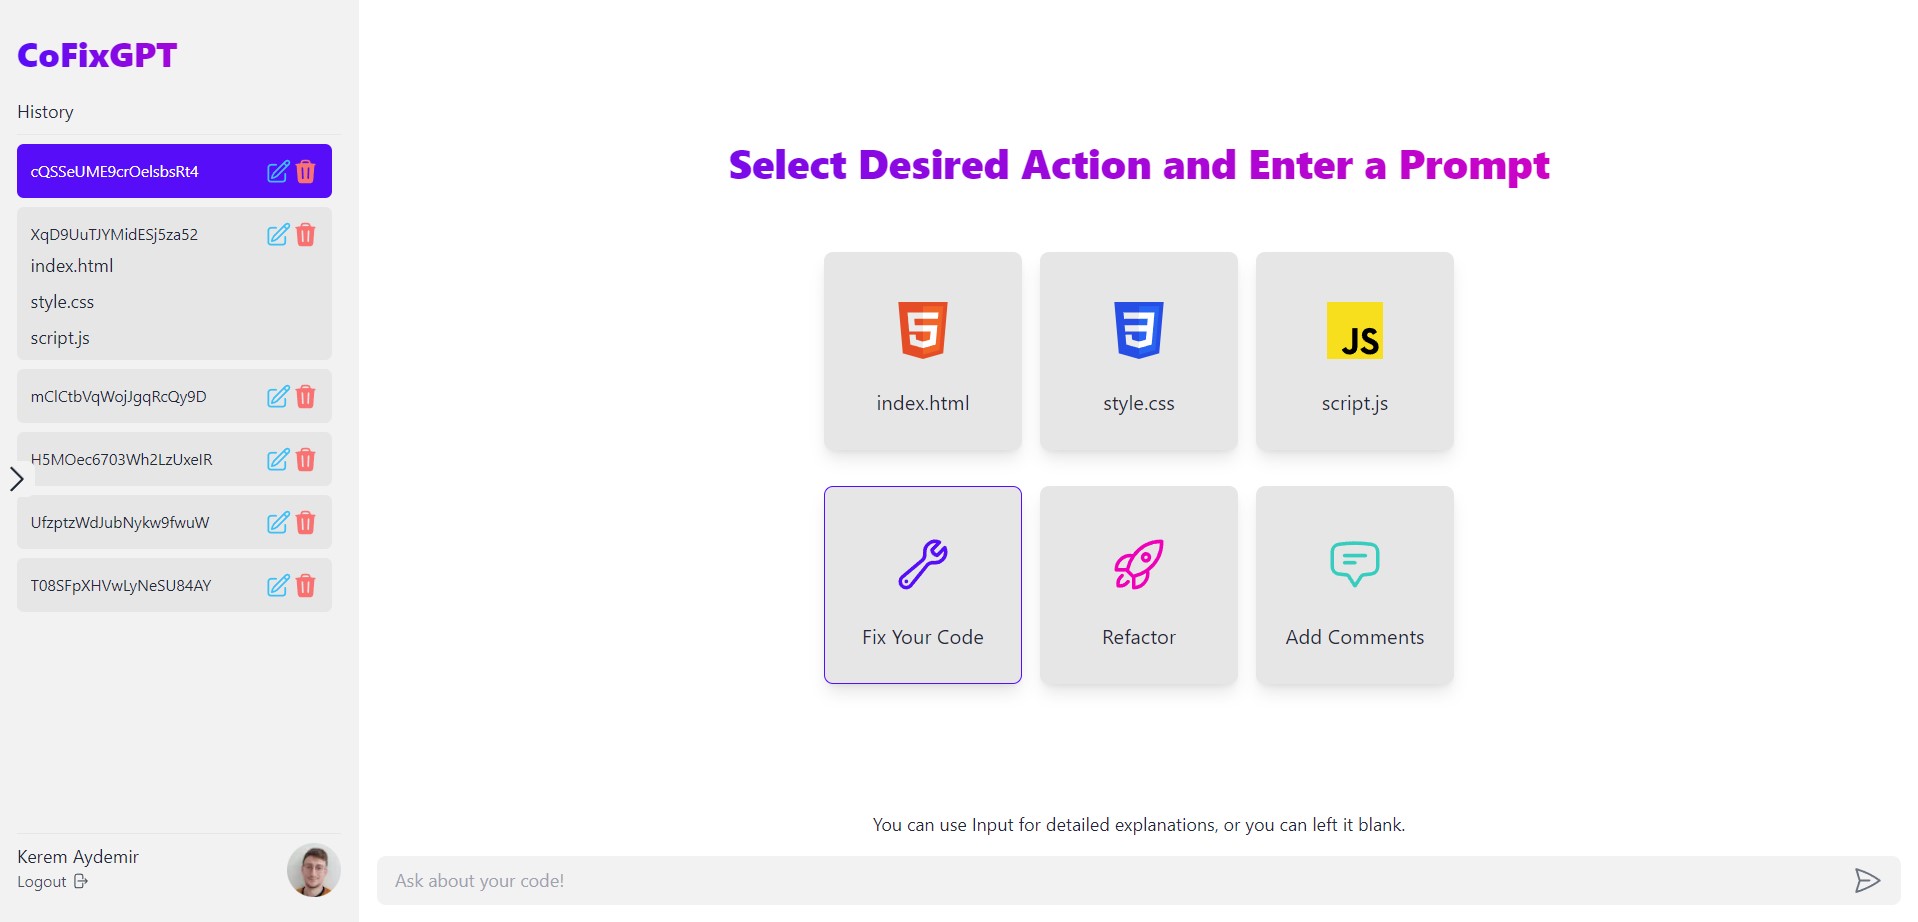 CoFixGPT
History
cQSSeUME9crOelsbsRt4
XqD9UuTJYMidESj5za52
index.html
style.css
script.js
mClCtbVqWojJgqRcQy9D
H5MOec6703Wh2LzUxeIR
UfzptzWdJubNykw9fwuW
T08SFpXHVwLyNeSU84AY
Kerem Aydemir
Logout
Select Desired Action and Enter a Prompt
index.html
style.css
JS
script.js
Fix Your Code
Refactor
Add Comments
You can use Input for detailed explanations, or you can left it blank.
Ask about your code!